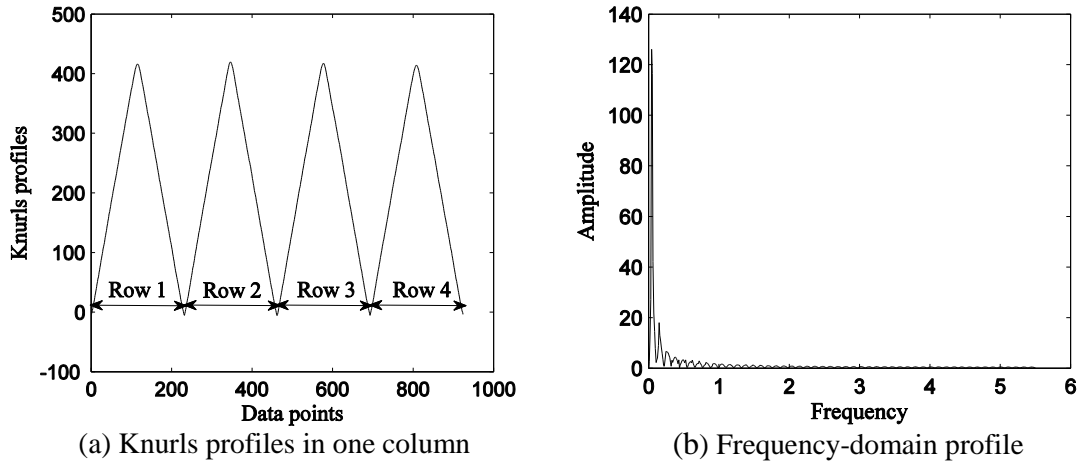 500
400
300
200
100
0
-100
Knurls profiles
Row 1 Row 2 Row 3 Row 4
0 200 400 600 800 1000
Data points
(a) Knurls profiles in one column
140
120
100
80
60
40
20
0
Amplitude
0 1 2 3 4 5 6
Frequency
(b) Frequency-domain profile